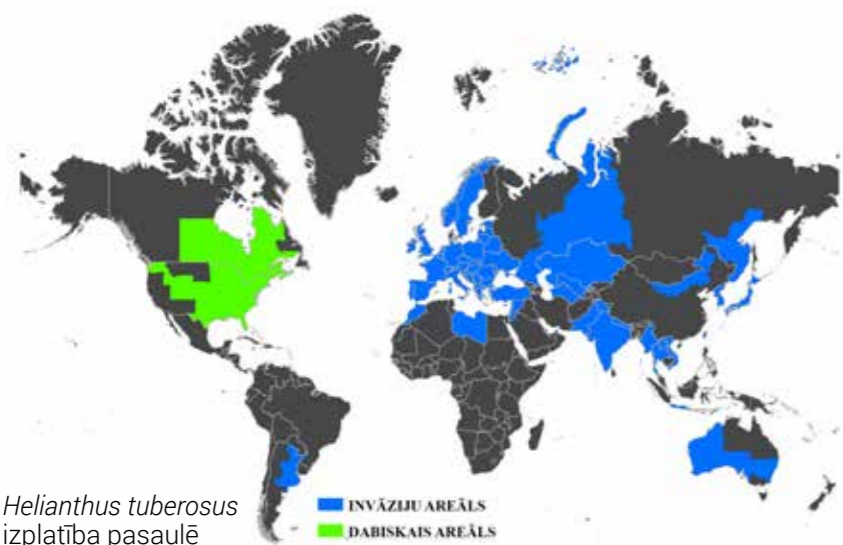 Helianthus tuberosus
izplatība pasaulē
INVĀZIJU AREĀLS
DABISKAIS AREĀLS